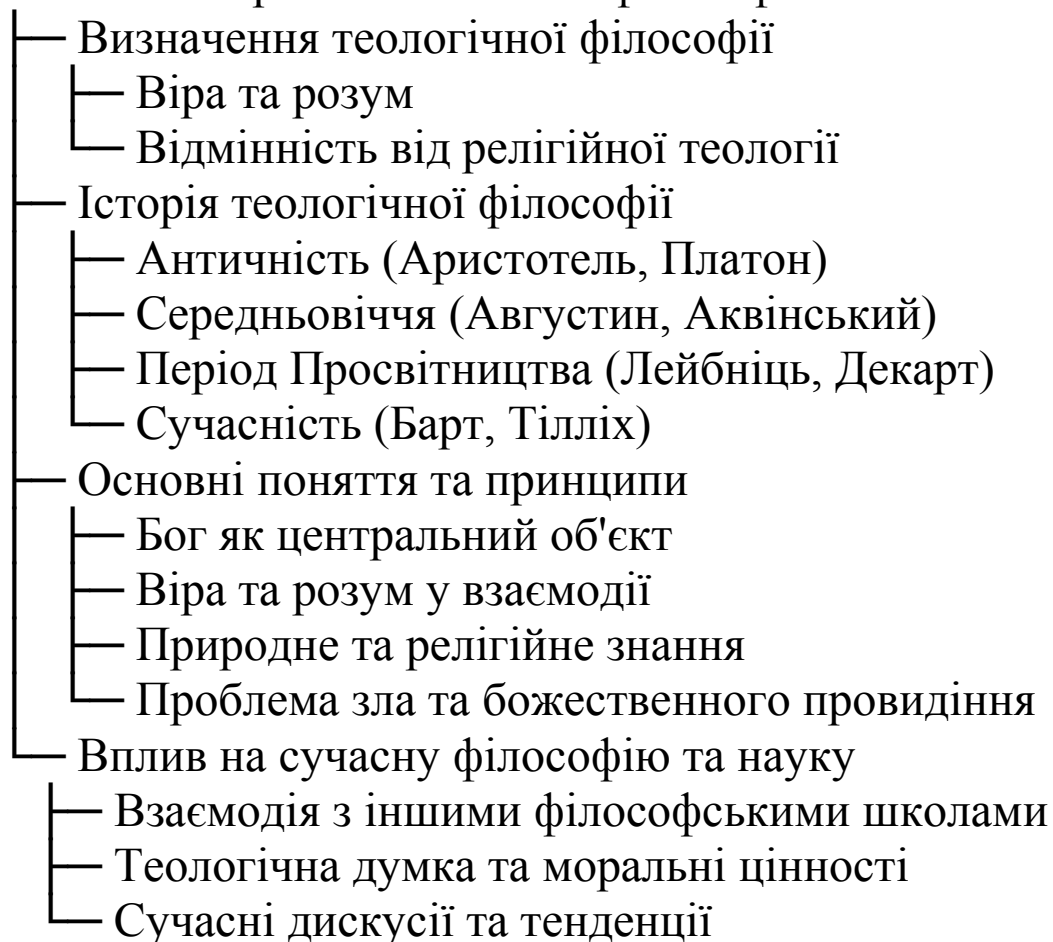 ├── Визначення теологічної філософії
│   ├── Віра та розум
│   └── Відмінність від релігійної теології
├── Історія теологічної філософії
│   ├── Античність (Аристотель, Платон)
│   ├── Середньовіччя (Августин, Аквінський)
│   ├── Період Просвітництва (Лейбніць, Декарт)
│   └── Сучасність (Барт, Тілліх)
├── Основні поняття та принципи
│   ├── Бог як центральний об'єкт
│   ├── Віра та розум у взаємодії
│   ├── Природне та релігійне знання
│   └── Проблема зла та божественного провидіння
└── Вплив на сучасну філософію та науку
    ├── Взаємодія з іншими філософськими школами
    ├── Теологічна думка та моральні цінності
    └── Сучасні дискусії та тенденції